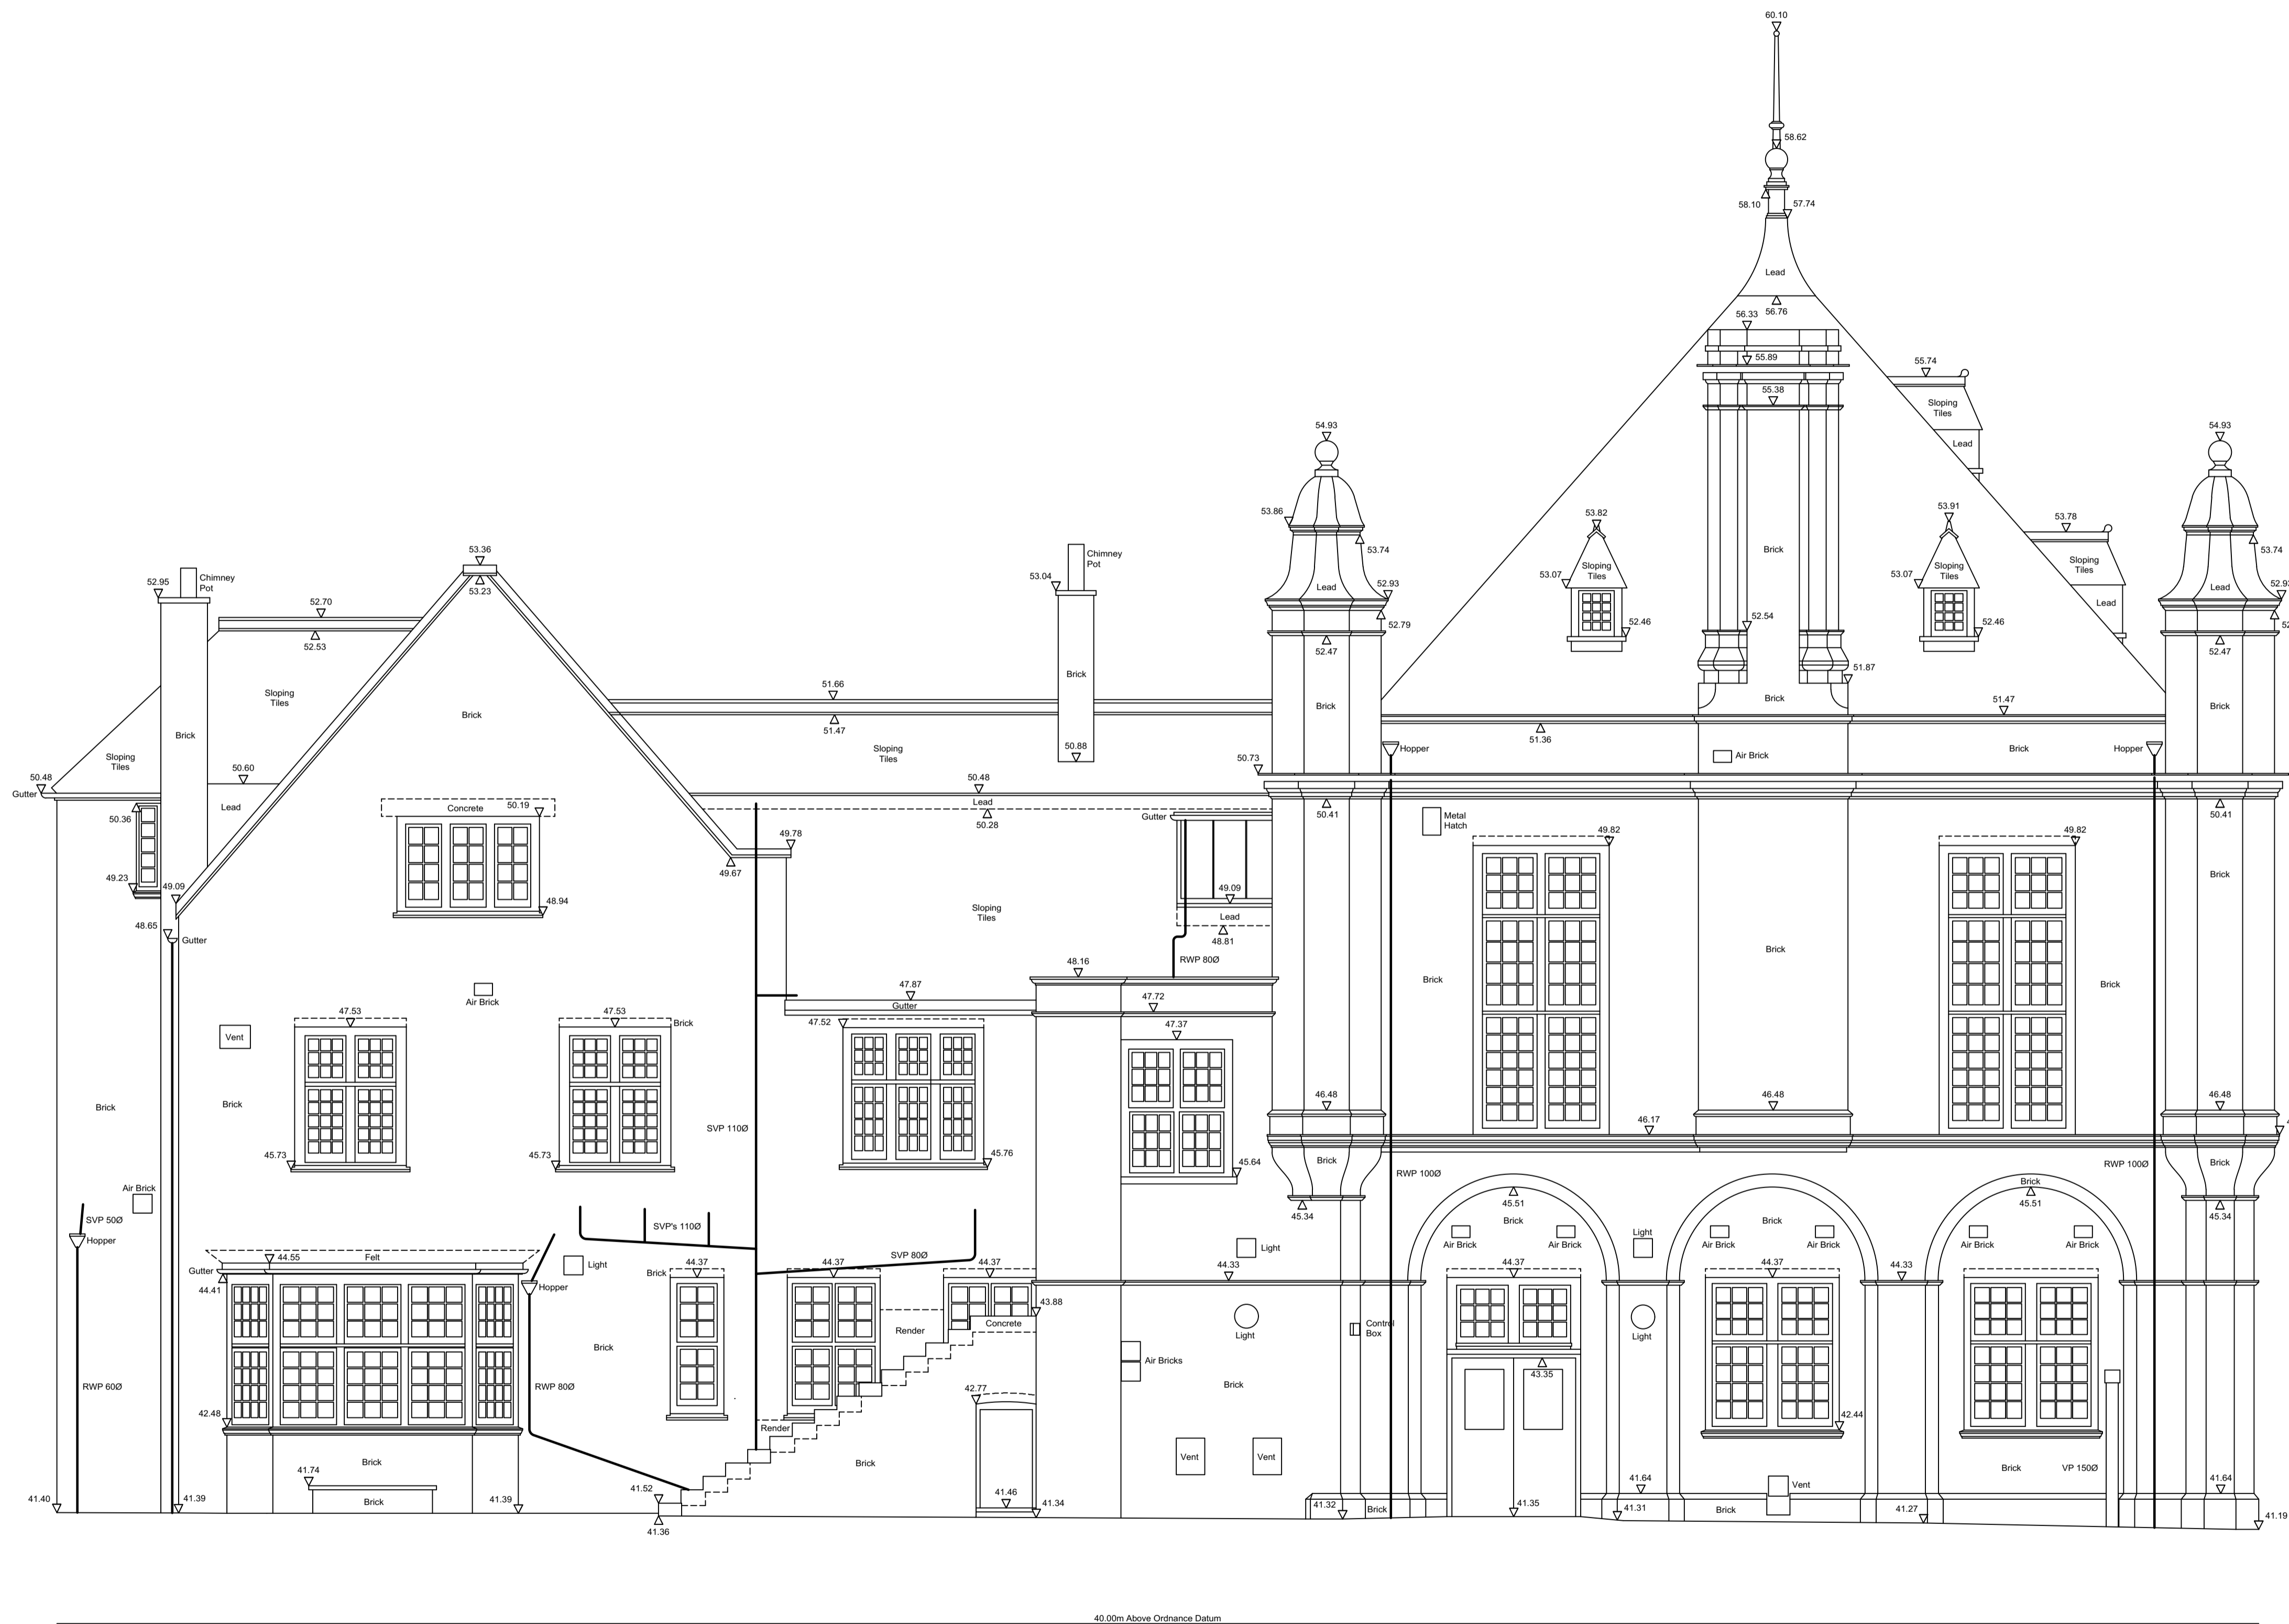 60.10
58.62
58.10
57.74
Lead
56.76
56.33
55.89
55.74
55.38
Sloping
Tiles
Lead
54.93
54.93
53.86
53.82
53.91
53.78
53.74
53.74
53.36
Chimney
Pot
Brick
Sloping
Tiles
Sloping
Tiles
Sloping
Tiles
52.95
Chimney
Pot
53.23
53.04
Lead
52.93
53.07
53.07
Lead
Lead
52.93
52.70
52.79
52.46
52.54
52.46
52.53
52.47
52.47
Brick
51.87
Sloping
Tiles
51.66
Brick
Brick
51.47
Brick
Brick
Brick
51.47
51.36
Sloping
Tiles
Sloping
Tiles
50.88
Hopper
Air Brick
Brick
Hopper
50.48
Gutter
50.60
50.48
50.73
Lead
Concrete
50.19
Lead
50.28
Gutter
50.41
Metal
Hatch
50.41
50.36
49.78
49.82
49.82
49.23
49.09
49.67
49.09
Brick
48.94
Sloping
Tiles
Lead
48.65
Gutter
48.81
RWP 80Ø
Brick
48.16
Brick
Brick
47.87
Gutter
47.72
Air Brick
47.53
47.53
Brick
47.52
47.37
Vent
Brick
Brick
46.48
46.48
46.48
SVP 110Ø
46.17
45.73
45.73
45.76
45.64
Brick
RWP 100Ø
RWP 100Ø
Brick
Air Brick
Brick
45.51
45.51
45.34
45.34
SVP 50Ø
SVP's 110Ø
Brick
Brick
Hopper
Light
Light
Air Brick
Air Brick
Air Brick
Air Brick
Air Brick
Air Brick
44.55
Felt
SVP 80Ø
Gutter
Light
Brick
44.37
44.37
44.37
44.33
44.37
44.37
44.33
44.41
Hopper
43.88
Render
Concrete
Light
Control
Box
Light
Brick
Air Bricks
43.35
RWP 60Ø
RWP 80Ø
42.77
Brick
42.48
42.44
Render
Brick
Brick
Vent
Vent
Brick
VP 150Ø
41.74
41.64
Vent
41.64
41.40
41.39
Brick
41.39
41.52
41.46
41.34
41.32
Brick
41.35
41.31
Brick
41.27
41.19
41.36
40.00m Above Ordnance Datum